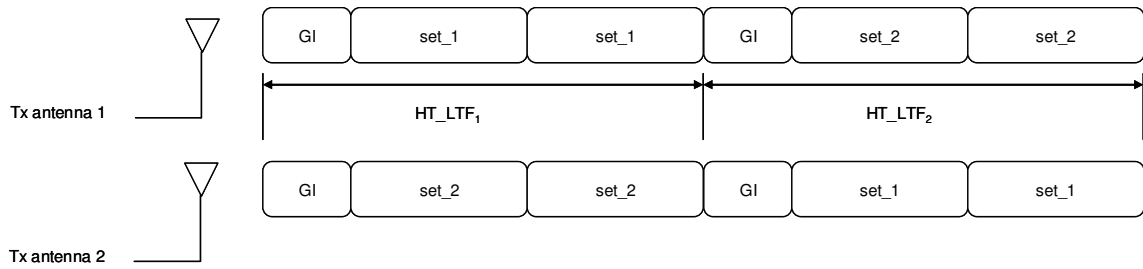 GI set_1 set_1 GI set_2 set_2
Tx antenna 1
HT_LTF₁ HT_LTF₂
GI set_2 set_2 GI set_1 set_1
Tx antenna 2